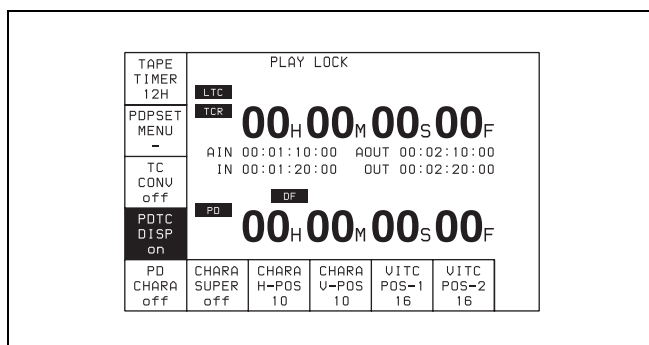 TAPE
TIMER
12H
PLAY LOCK
LTC
TCR
00H 00M 00S 00F
PDPSET
MENU
-
AIN 00:01:10:00 AOUT 00:02:10:00
IN 00:01:20:00 OUT 00:02:20:00
TC
CONV
off
DF
PD
00H 00M 00S 00F
PDTC
DISP
on
PD
CHARA
off
CHARA
SUPER
off
CHARA
H-POS
10
CHARA
V-POS
10
VITC
POS-1
16
VITC
POS-2
16